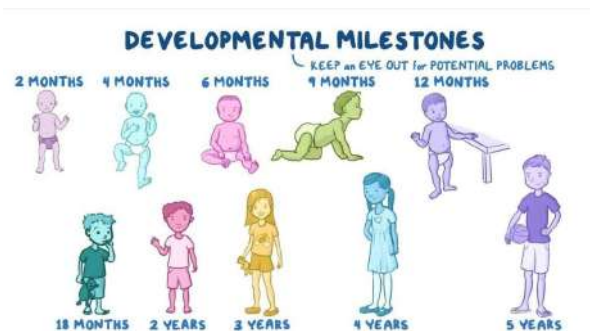 DEVELOPMENTAL MILESTONES
KEEP an EYE OUT for POTENTIAL PROBLEMS
2 MONTHS
4 MONTHS
6 MONTHS
9 MONTHS
12 MONTHS
18 MONTHS
2 YEARS
3 YEARS
4 YEARS
5 YEARS